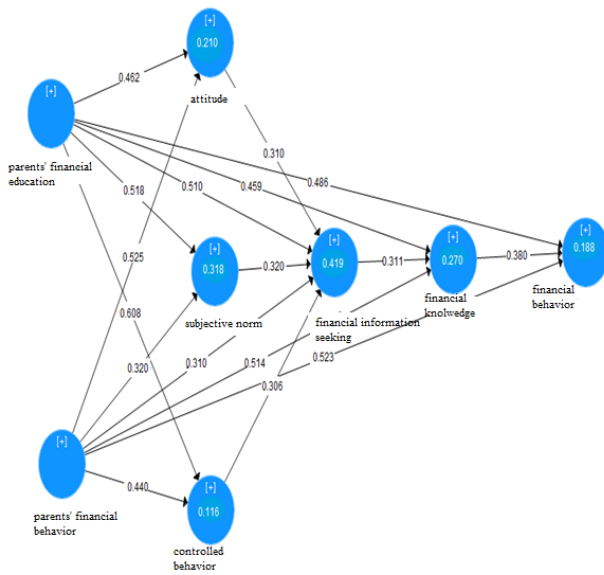 [+]
0.210
attitude
0.462
[+]
parents' financial
education
0.310
0.518
0.510
0.459
0.486
0.525
[+]
0.318
subjective norm
0.320
[+]
0.419
financial information
seeking
0.311
[+]
0.270
financial
knolwedge
0.380
[+]
0.188
financial
behavior
0.608
0.320
0.310
0.514
0.523
0.306
[+]
parents' financial
behavior
0.440
[+]
0.116
controlled
behavior